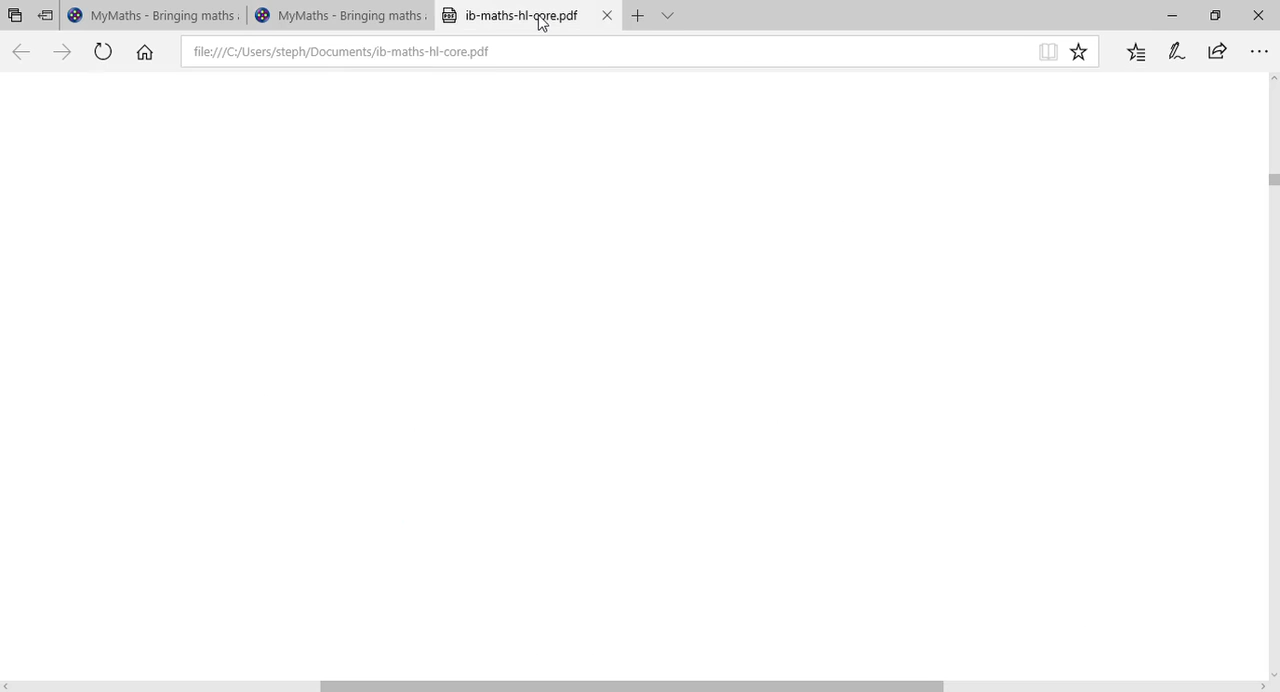 MyMaths - Bringing maths
MyMaths - Bringing maths
ib-maths-hl-core.pdf
file:///C:/Users/steph/Documents/ib-maths-hl-core.pdf